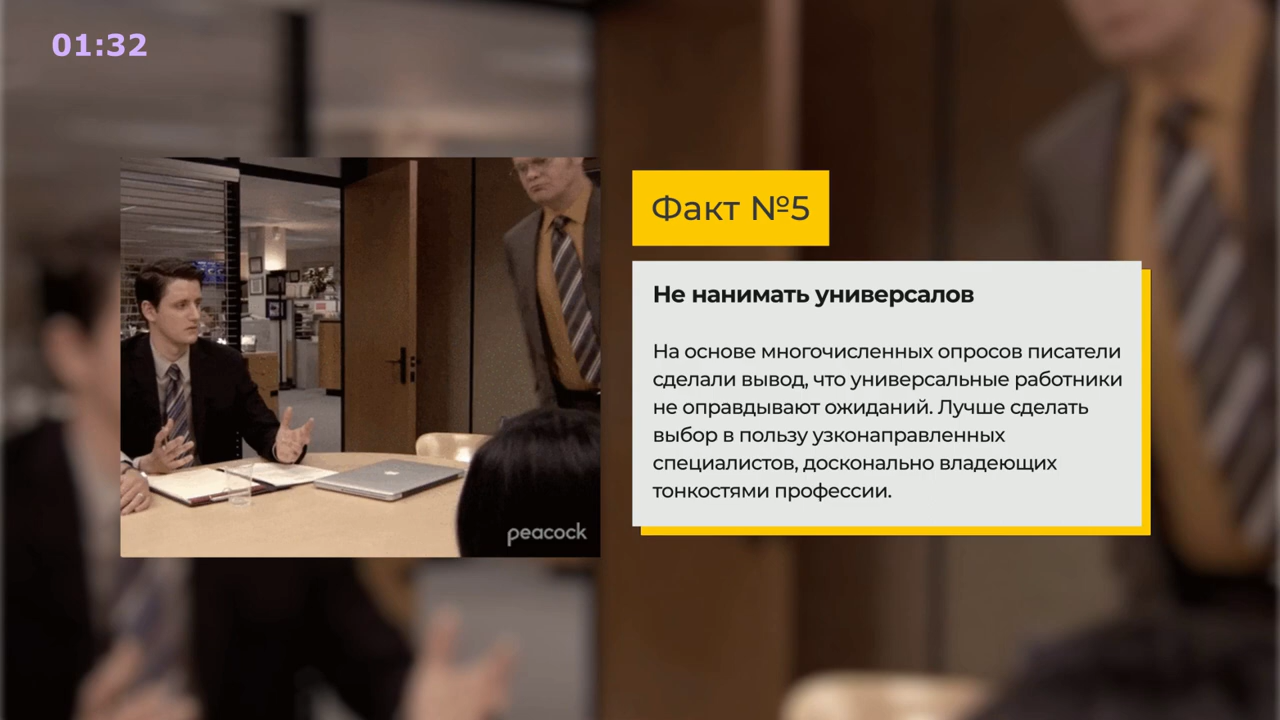 01:32
Факт №5
Не нанимать универсалов
На основе многочисленных опросов писатели
сделали вывод, что универсальные работники
не оправдывают ожиданий. Лучше сделать
выбор в пользу узконаправленных
специалистов, досконально владеющих
тонкостями профессии.
peacock